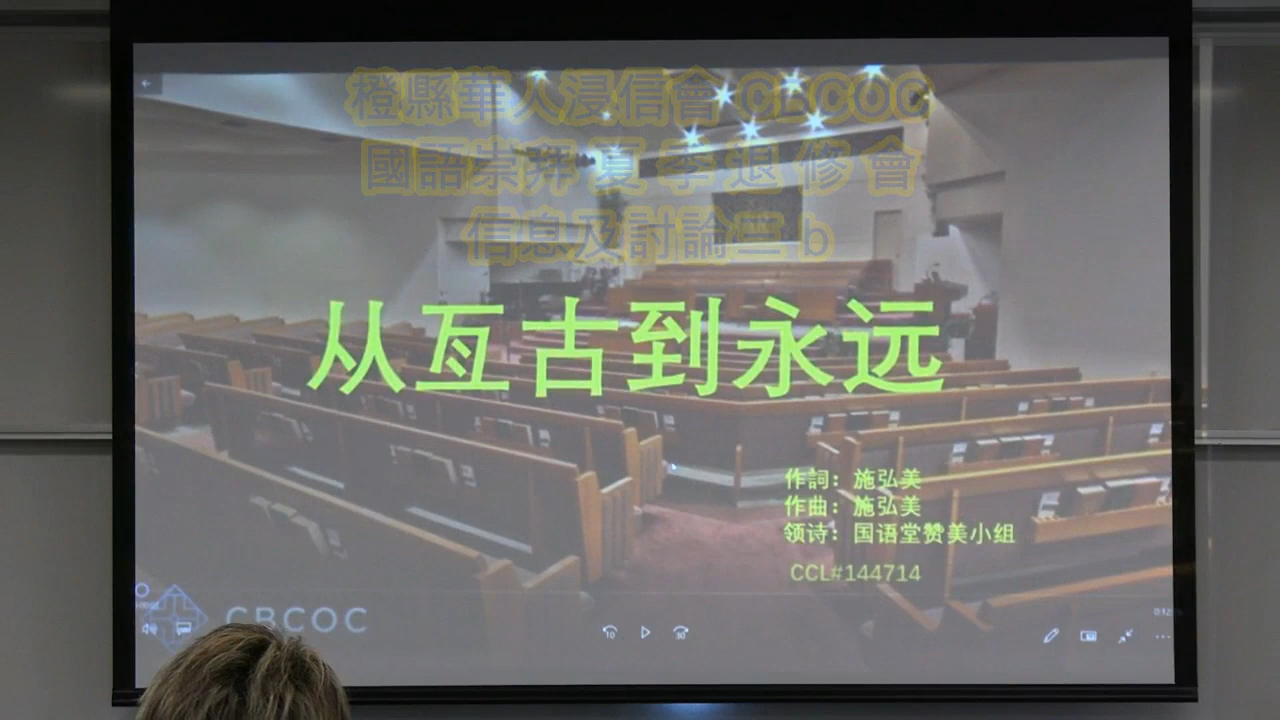 橙縣華人浸信會 CBCOC
國語崇拜 夏 季 退 修 會
信息及討論三 b
从亙古到永远
作詞：施弘美
作曲：施弘美
领诗：国语堂赞美小组
CCL#144714
CBCOC
10
30